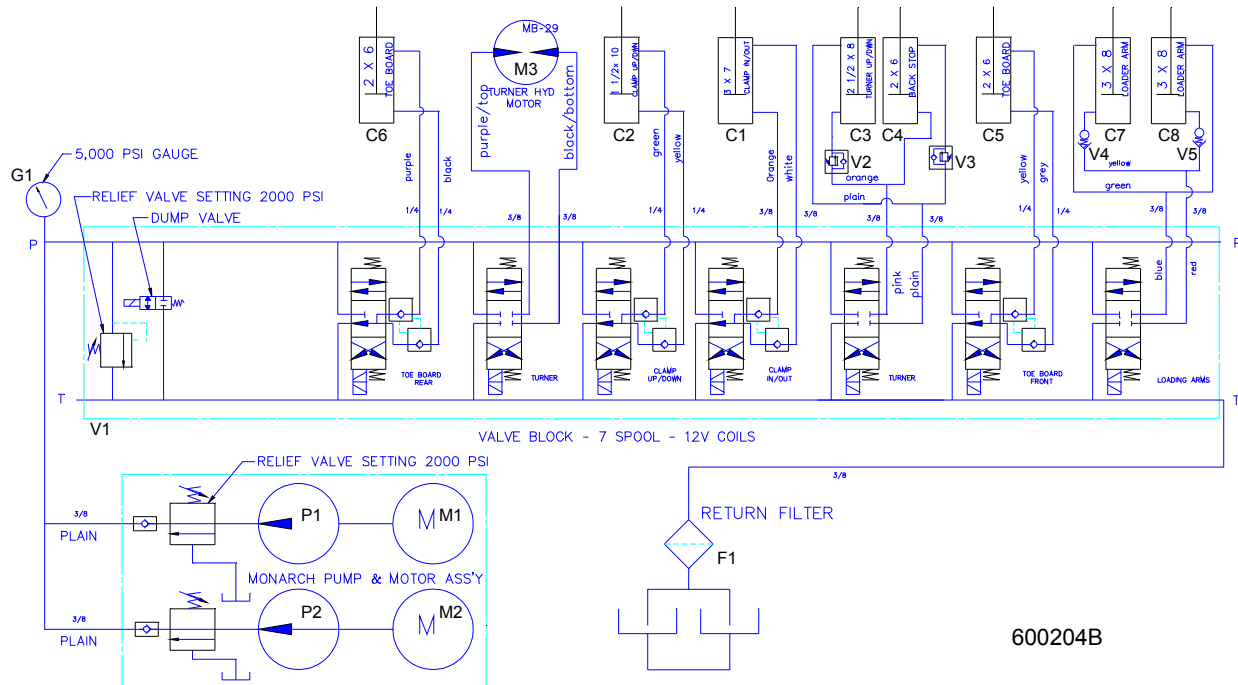 MB-29
M3
TURNER HYD
MOTOR
2 X 6
TOE BOARD
C6
1 1/2x 10
CLAMP UP/DWN
C2
3 X 7
CLAMP IN/OUT
C1
2 1/2 X 8
TURNER UP/DWN
C3
2 X 6
BACK STOP
C4
2 X 6
TOE BOARD
C5
3 X 8
LOADER ARM
C7
3 X 8
LOADER ARM
C8
purple/top
black/bottom
purple
black
green
yellow
Orange
white
V2
orange
plain
V3
yellow
grey
V4
V5
yellow
green
5,000 PSI GAUGE
G1
RELIEF VALVE SETTING 2000 PSI
DUMP VALVE
1/4
1/4
3/8
3/8
1/4
1/4
3/8
3/8
3/8
3/8
1/4
1/4
3/8
3/8
P
P
pink
plain
blue
red
TOE BOARD
REAR
TURNER
CLAMP
UP/DOWN
CLAMP
IN/OUT
TURNER
TOE BOARD
FRONT
LOADING ARMS
T
T
V1
VALVE BLOCK - 7 SPOOL - 12V COILS
RELIEF VALVE SETTING 2000 PSI
3/8
3/8
PLAIN
P1
M M1
RETURN FILTER
F1
MONARCH PUMP & MOTOR ASS'Y
3/8
PLAIN
P2
M M2
600204B